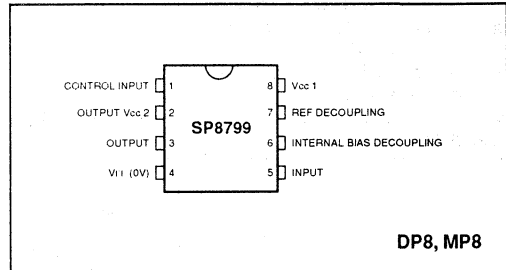 CONTROL INPUT 1
OUTPUT Vcc 2 2
OUTPUT 3
(0V) 4
SP8799
8 Vcc 1
7 REF DECOUPLING
6 INTERNAL BIAS DECOUPLING
5 INPUT
DP8, MP8